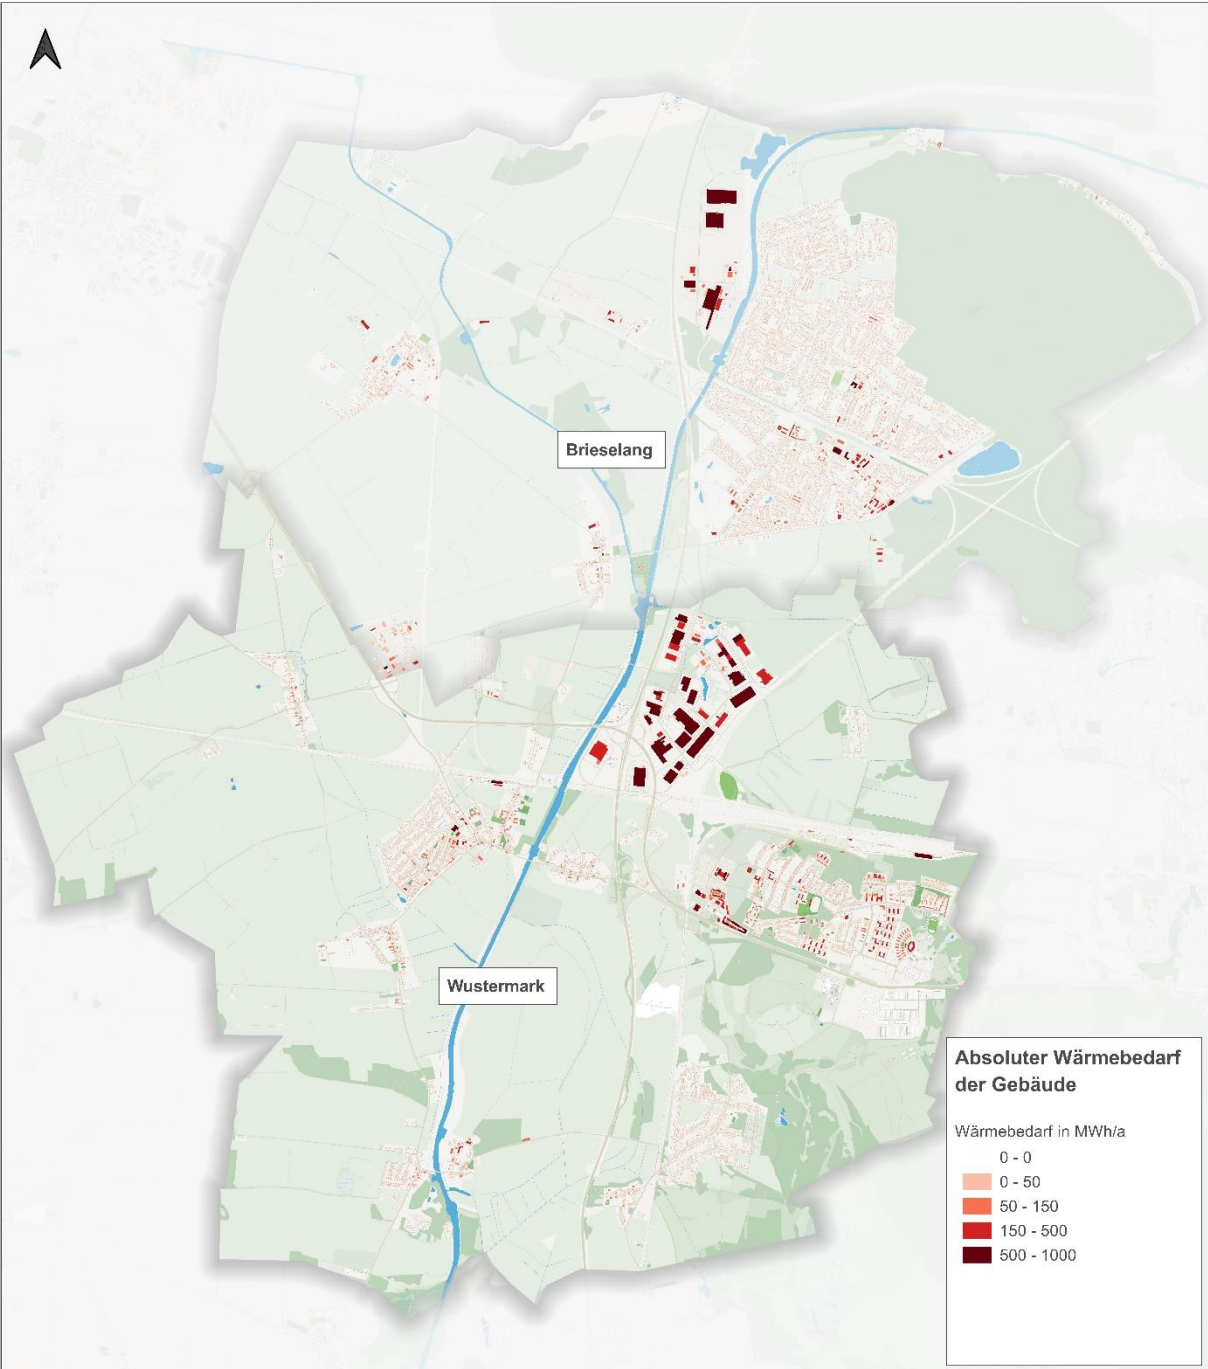 Brieselang
Wustermark
Absoluter Wärmebedarf
der Gebäude
Wärmebedarf in MWh/a
0 - 0
0 - 50
50 - 150
150 - 500
500 - 1000